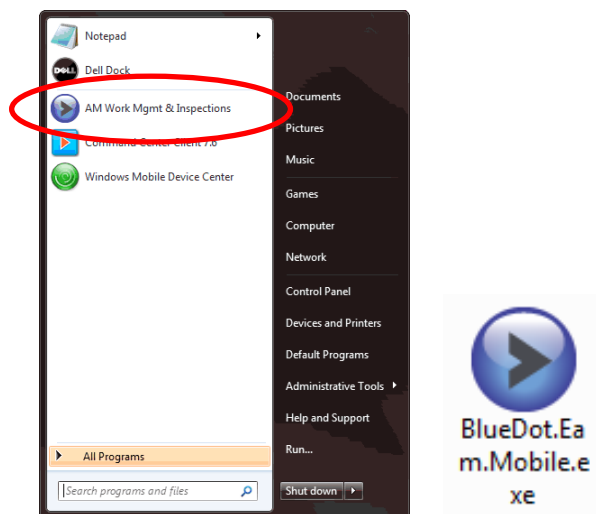 Notepad
DELL
Dell Dock
AM Work Mgmt & Inspections
Command Center Client 7.6
Windows Mobile Device Center
All Programs
Search programs and files
Documents
Pictures
Music
Games
Computer
Network
Control Panel
Devices and Printers
Default Programs
Administrative Tools
Help and Support
Run...
Shut down
BlueDot.Ea
m.Mobile.e
xe